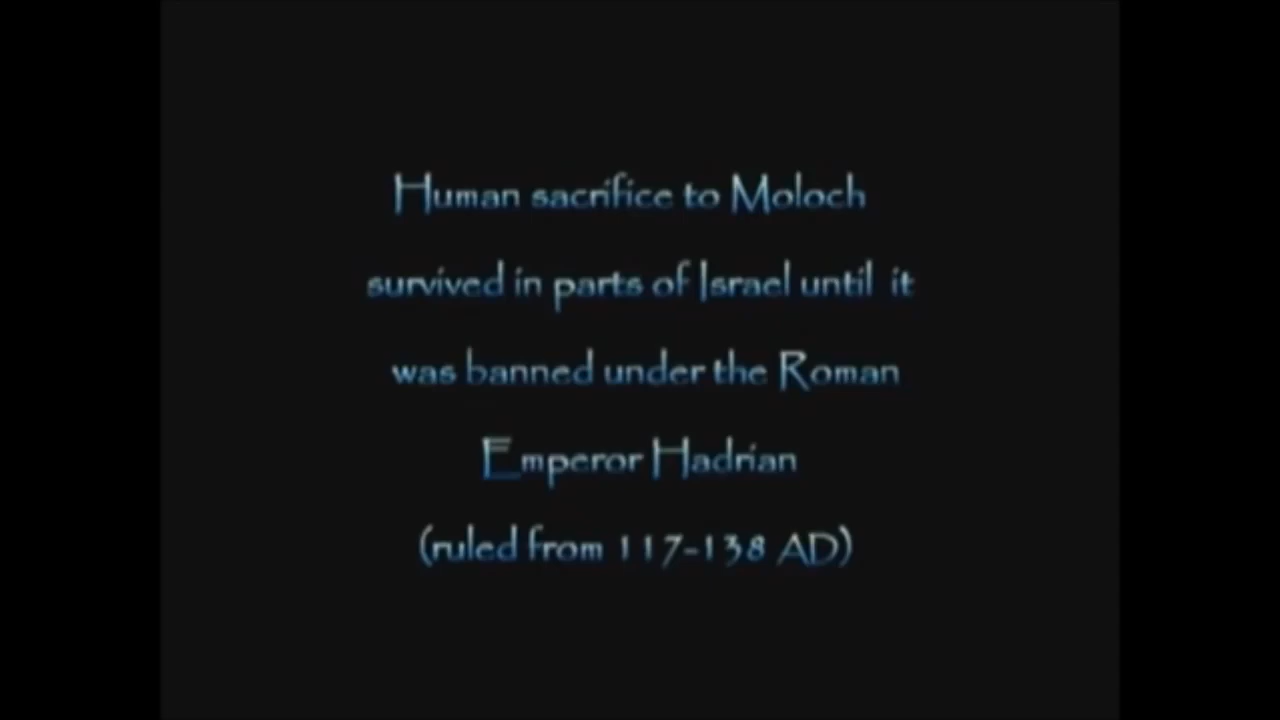 Human sacrifice to Moloch
survived in parts of Israel until it
was banned under the Roman
Emperor Hadrian
(ruled from 117-138 AD)